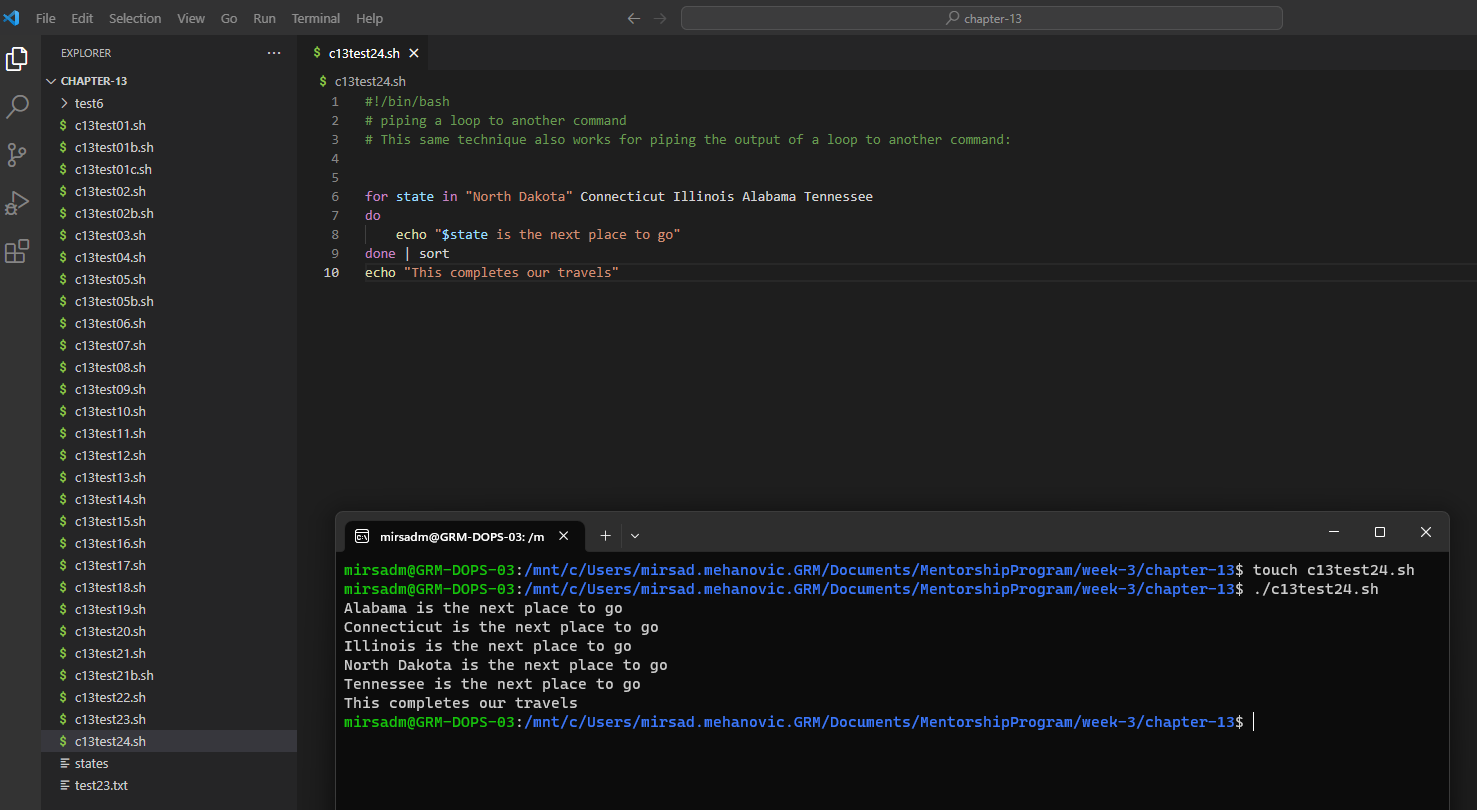 File Edit Selection View Go Run Terminal Help
chapter-13
EXPLORER
CHAPTER-13
test6
$ c13test01.sh
$ c13test01b.sh
$ c13test01c.sh
$ c13test02.sh
$ c13test02b.sh
$ c13test03.sh
$ c13test04.sh
$ c13test05.sh
$ c13test05b.sh
$ c13test06.sh
$ c13test07.sh
$ c13test08.sh
$ c13test09.sh
$ c13test10.sh
$ c13test11.sh
$ c13test12.sh
$ c13test13.sh
$ c13test14.sh
$ c13test15.sh
$ c13test16.sh
$ c13test17.sh
$ c13test18.sh
$ c13test19.sh
$ c13test20.sh
$ c13test21.sh
$ c13test21b.sh
$ c13test22.sh
$ c13test23.sh
$ c13test24.sh
states
test23.txt
$ c13test24.sh
$ c13test24.sh
1 #!/bin/bash
2 # piping a loop to another command
3 # This same technique also works for piping the output of a loop to another command:
4
5
6 for state in "North Dakota" Connecticut Illinois Alabama Tennessee
7 do
8 echo "$state is the next place to go"
9 done | sort
10 echo "This completes our travels"
mirsadm@GRM-DOPS-03: /m
mirsadm@GRM-DOPS-03:/mnt/c/Users/mirsad.mehanovic.GRM/Documents/MentorshipProgram/week-3/chapter-13$ touch c13test24.sh
mirsadm@GRM-DOPS-03:/mnt/c/Users/mirsad.mehanovic.GRM/Documents/MentorshipProgram/week-3/chapter-13$ ./c13test24.sh
Alabama is the next place to go
Connecticut is the next place to go
Illinois is the next place to go
North Dakota is the next place to go
Tennessee is the next place to go
This completes our travels
mirsadm@GRM-DOPS-03:/mnt/c/Users/mirsad.mehanovic.GRM/Documents/MentorshipProgram/week-3/chapter-13$